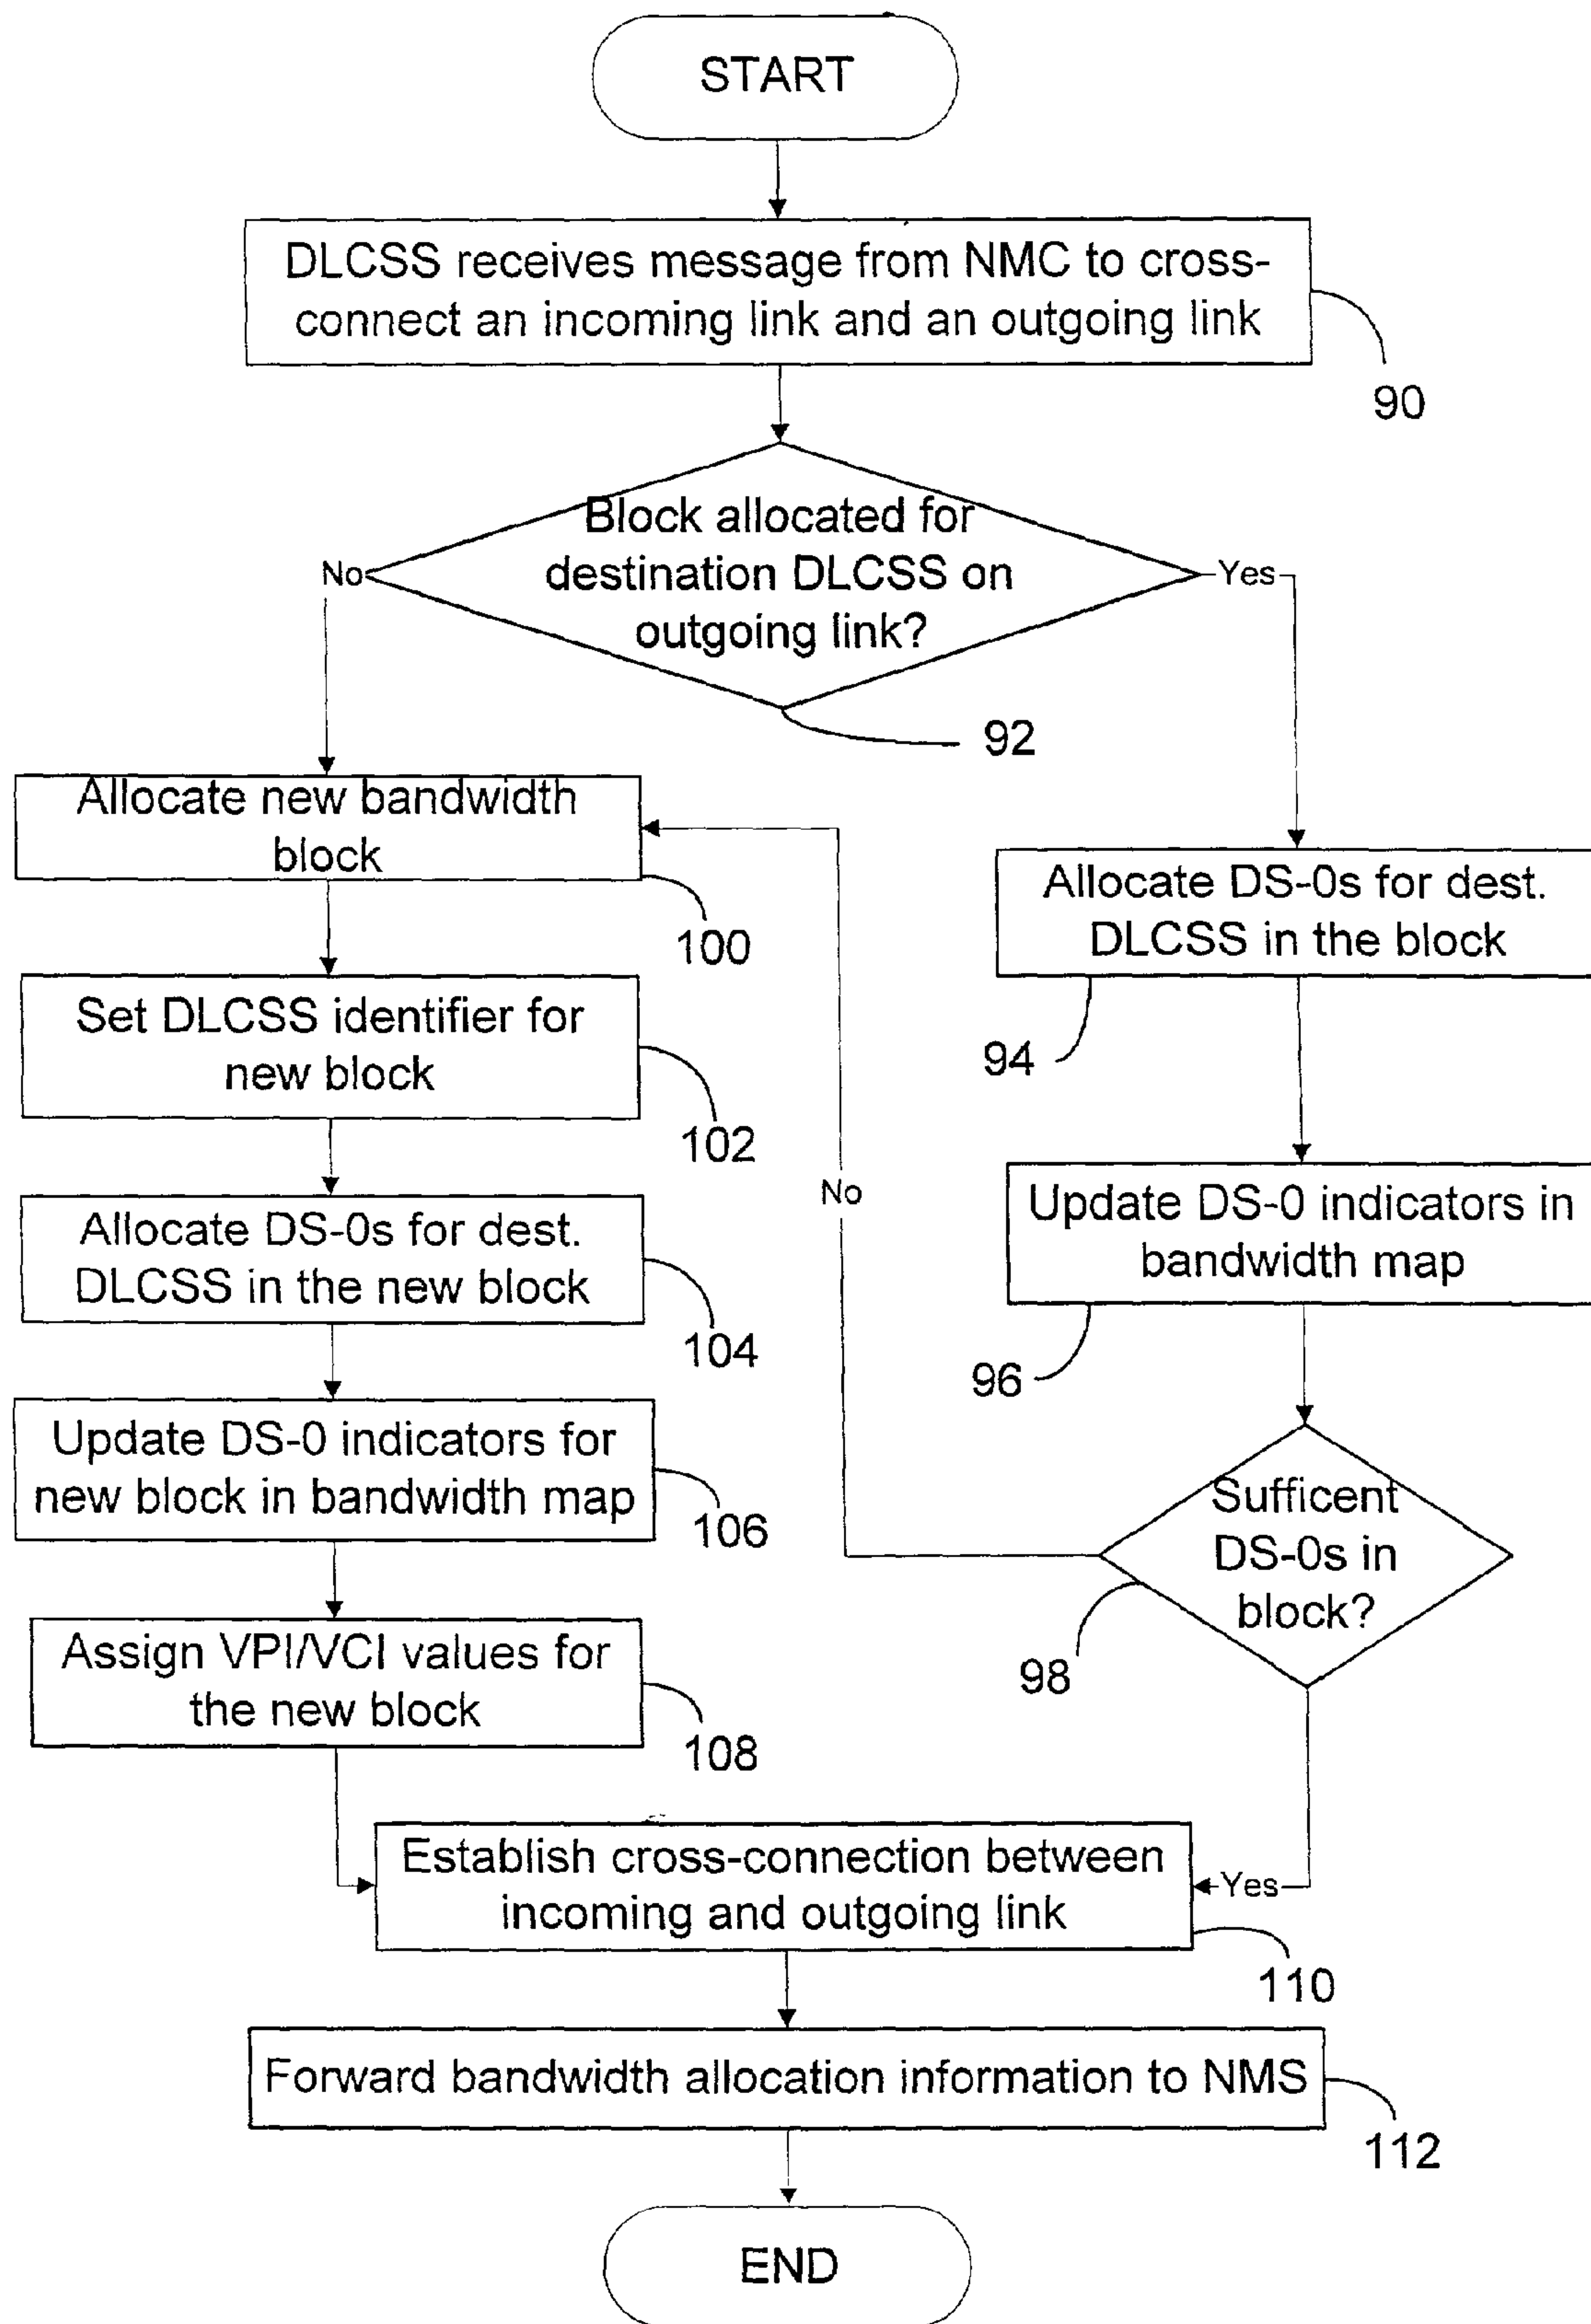 START
DLCSS receives message from NMC to cross-
connect an incoming link and an outgoing link
90
Block allocated for
destination DLCSS on
outgoing link?
No
Yes
92
Allocate new bandwidth
block
100
Allocate DS-0s for dest.
DLCSS in the block
94
Set DLCSS identifier for
new block
102
No
Update DS-0 indicators in
bandwidth map
96
Allocate DS-0s for dest.
DLCSS in the new block
104
Update DS-0 indicators for
new block in bandwidth map
106
Sufficent
DS-0s in
block?
98
Assign VPI/VCI values for
the new block
108
Establish cross-connection between
incoming and outgoing link
Yes
110
Forward bandwidth allocation information to NMS
112
END